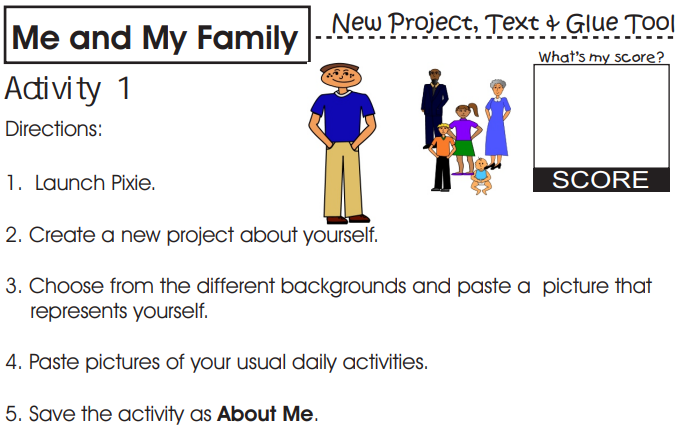 Me and My Family
New Project, Text & Glue Tool
What's my score?
Activity 1
SCORE
Directions:
1. Launch Pixie.
2. Create a new project about yourself.
3. Choose from the different backgrounds and paste a picture that
represents yourself.
4. Paste pictures of your usual daily activities.
5. Save the activity as About Me.